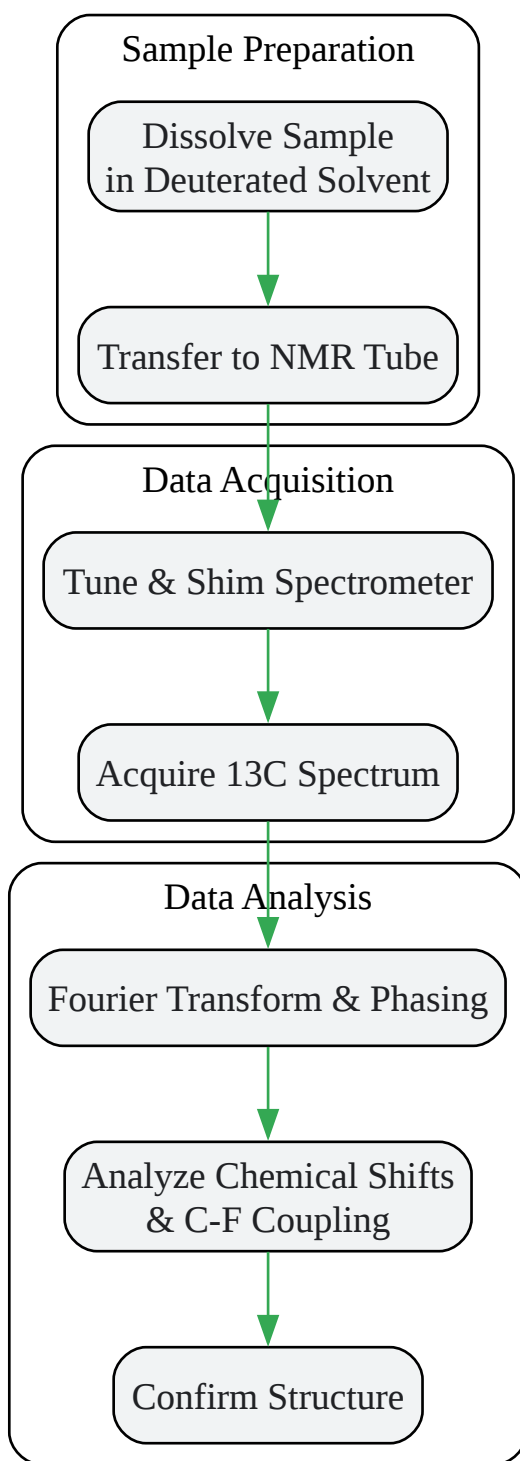 Sample Preparation
Dissolve Sample
in Deuterated Solvent
Transfer to NMR Tube
Data Acquisition
Tune & Shim Spectrometer
Acquire 13C Spectrum
Data Analysis
Fourier Transform & Phasing
Analyze Chemical Shifts
& C-F Coupling
Confirm Structure